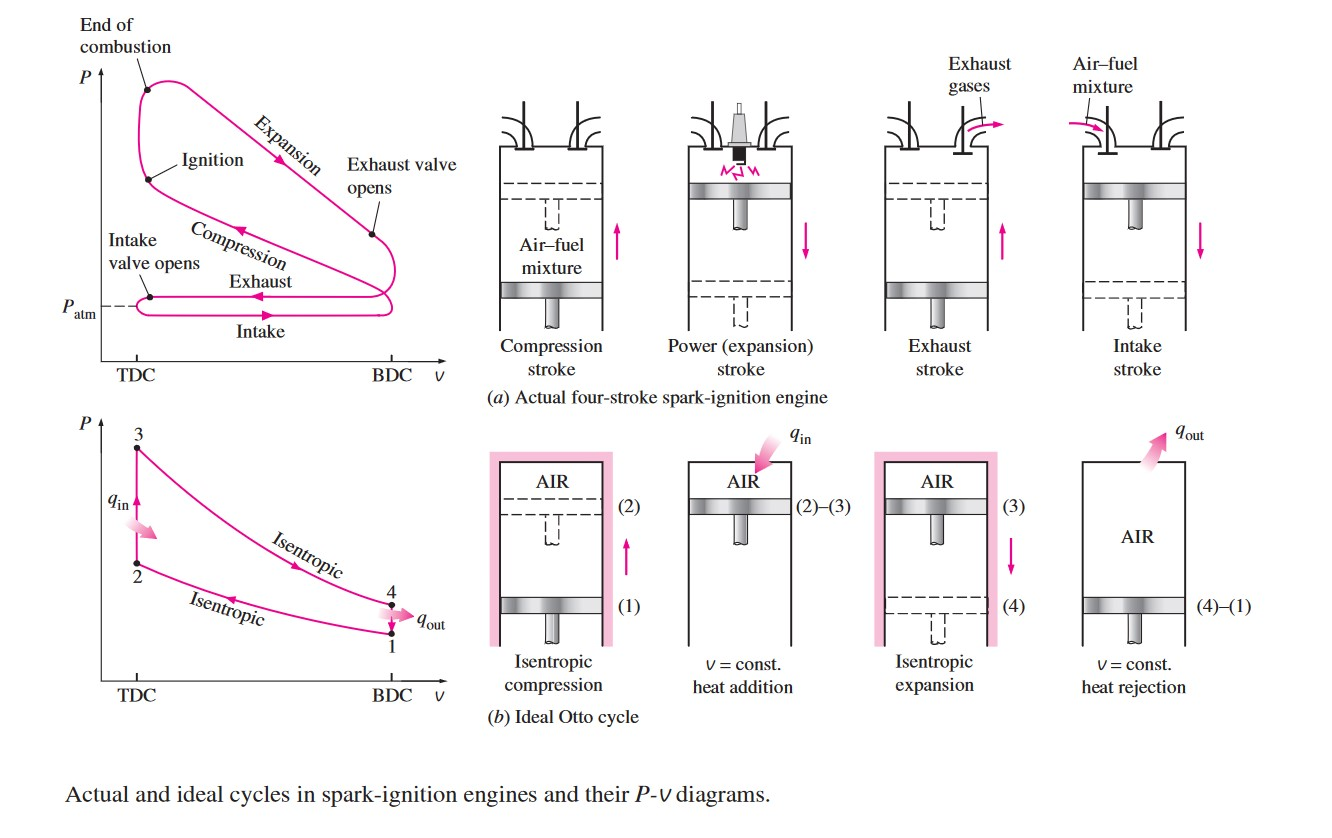 End of
combustion
P
Ignition
Expansion
Exhaust valve
opens
Compression
Intake
valve opens
Exhaust
Patm
Intake
TDC
BDC
v
Air–fuel
mixture
Compression
stroke
Power (expansion)
stroke
Exhaust
gases
Exhaust
stroke
Air–fuel
mixture
Intake
stroke
(a) Actual four-stroke spark-ignition engine
P
3
qin
2
Isentropic
Isentropic
4
qout
1
TDC
BDC
v
AIR
(2)
(1)
Isentropic
compression
qin
AIR
(2)–(3)
v = const.
heat addition
AIR
(3)
(4)
Isentropic
expansion
qout
AIR
(4)–(1)
v = const.
heat rejection
(b) Ideal Otto cycle
Actual and ideal cycles in spark-ignition engines and their P-v diagrams.